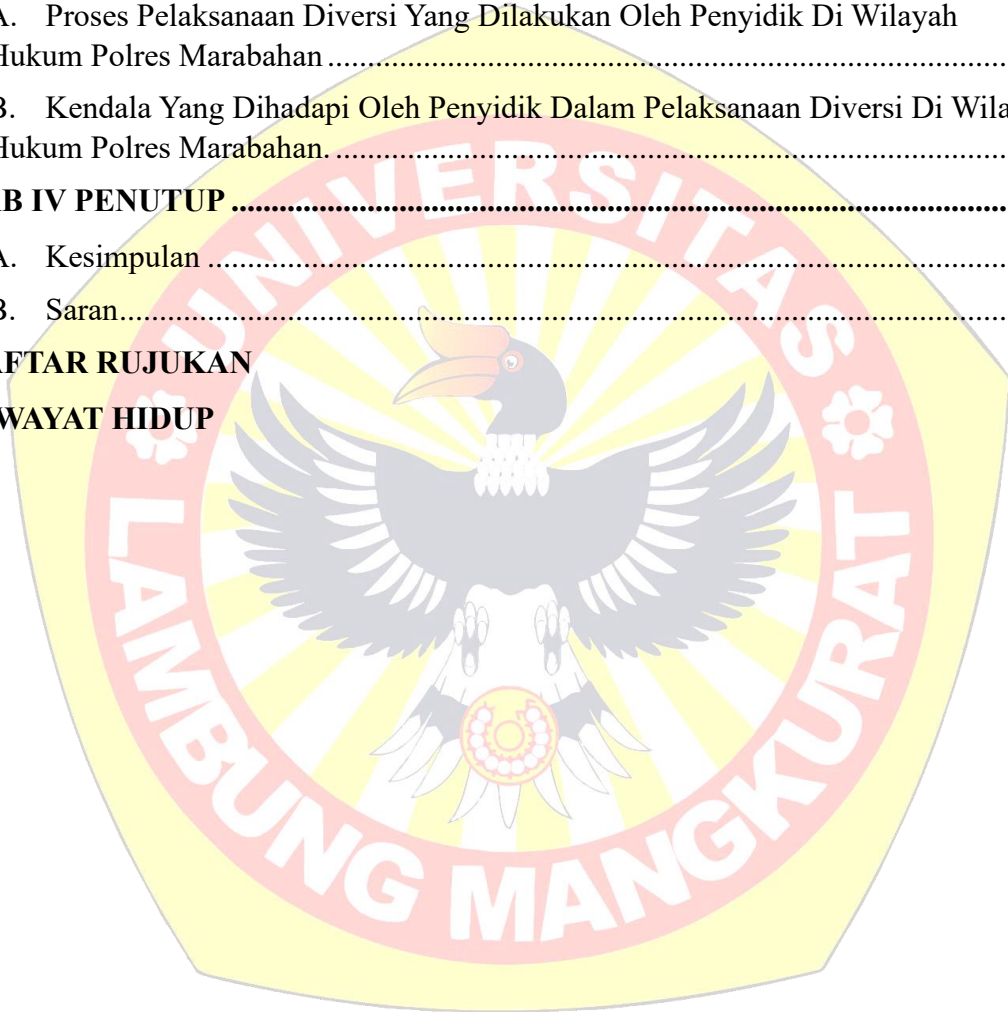 A. Proses Pelaksanaan Diversi Yang Dilakukan Oleh Penyidik Di Wilayah
Hukum Polres Marabahan ................................................................................
B. Kendala Yang Dihadapi Oleh Penyidik Dalam Pelaksanaan Diversi Di Wila
Hukum Polres Marabahan. ................................................................................
AB IV PENUTUP ................................................................................
A. Kesimpulan ................................................................................
B. Saran................................................................................
AFTAR RUJUKAN
WAYAT HIDUP
UNIVERSITAS
LAMBUNG MANGKURAT